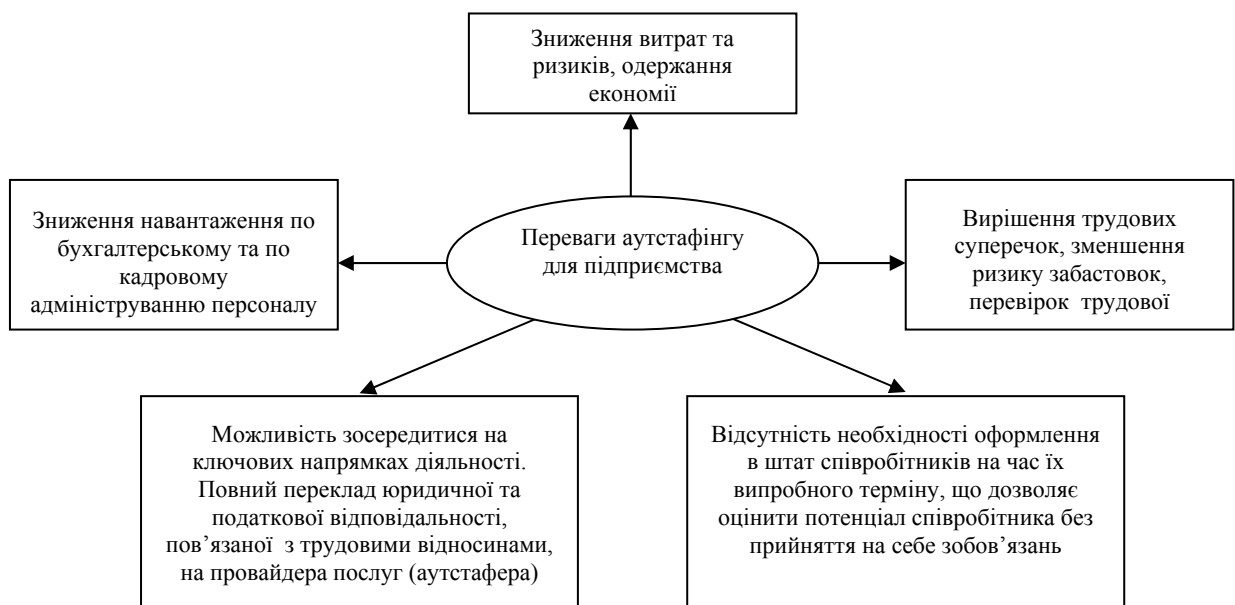 Зниження витрат та
ризиків, одержання
економії
Зниження навантаження по
бухгалтерському та по
кадровому
адмініструванню персоналу
Переваги аутстафінгу
для підприємства
Вирішення трудових
суперечок, зменшення
ризику забастовок,
перевірок трудової
Можливість зосередитися на
ключових напрямках діяльності.
Повний переклад юридичної та
податкової відповідальності,
пов’язаної з трудовими відносинами,
на провайдера послуг (аутстафера)
Відсутність необхідності оформлення
в штат співробітників на час їх
випробного терміну, що дозволяє
оцінити потенціал співробітника без
прийняття на себе зобов’язань